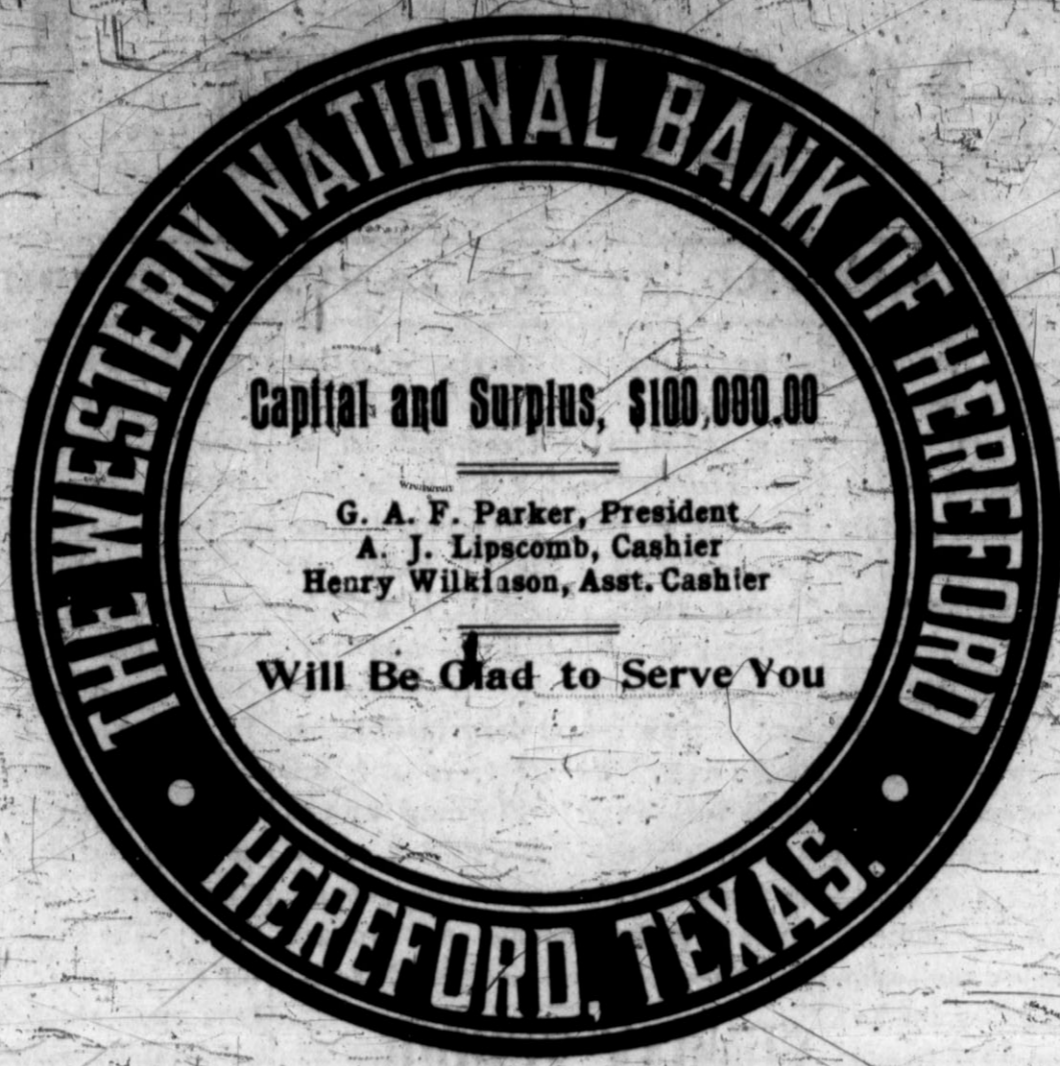 THE WESTERN NATIONAL BANK OF HEREFORD
Capital and Surplus, $100,000.00
G. A. F. Parker, President
A. J. Lipscomb, Cashier
Henry Wilkinson, Asst. Cashier
Will Be Glad to Serve You
HEREFORD, TEXAS.